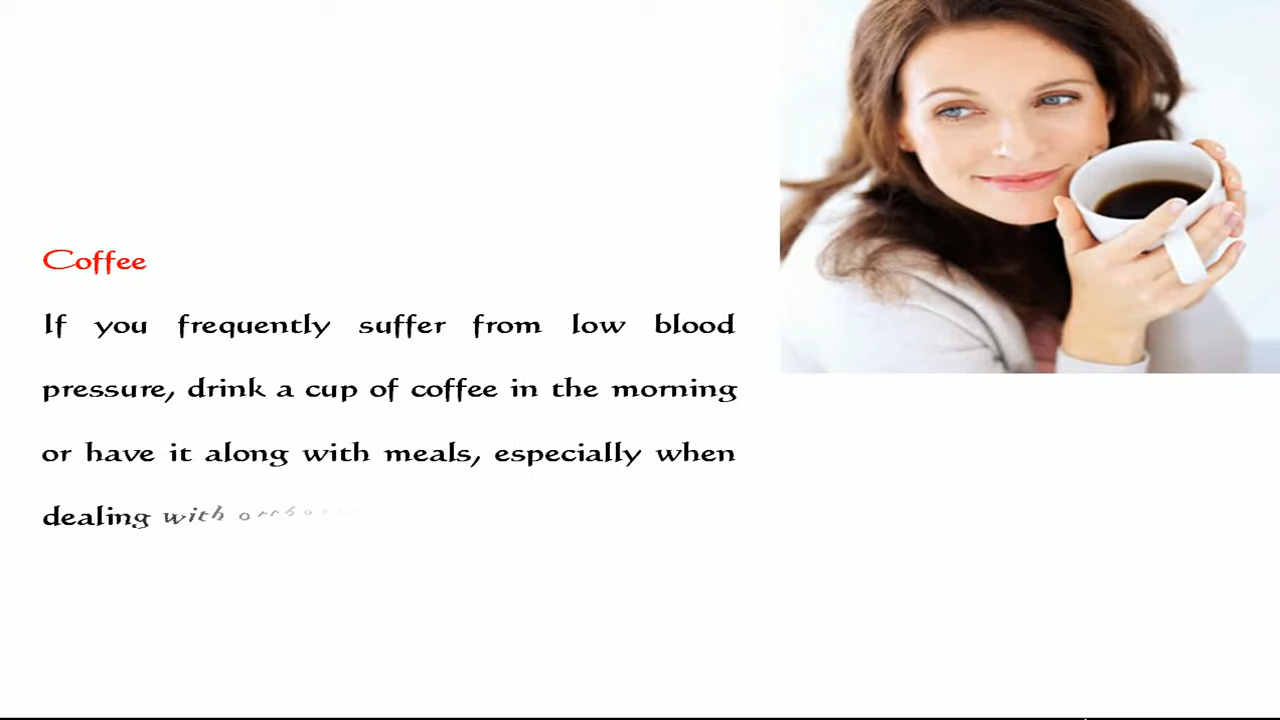 Coffee
If you frequently suffer from low blood
pressure, drink a cup of coffee in the morning
or have it along with meals, especially when
dealing with